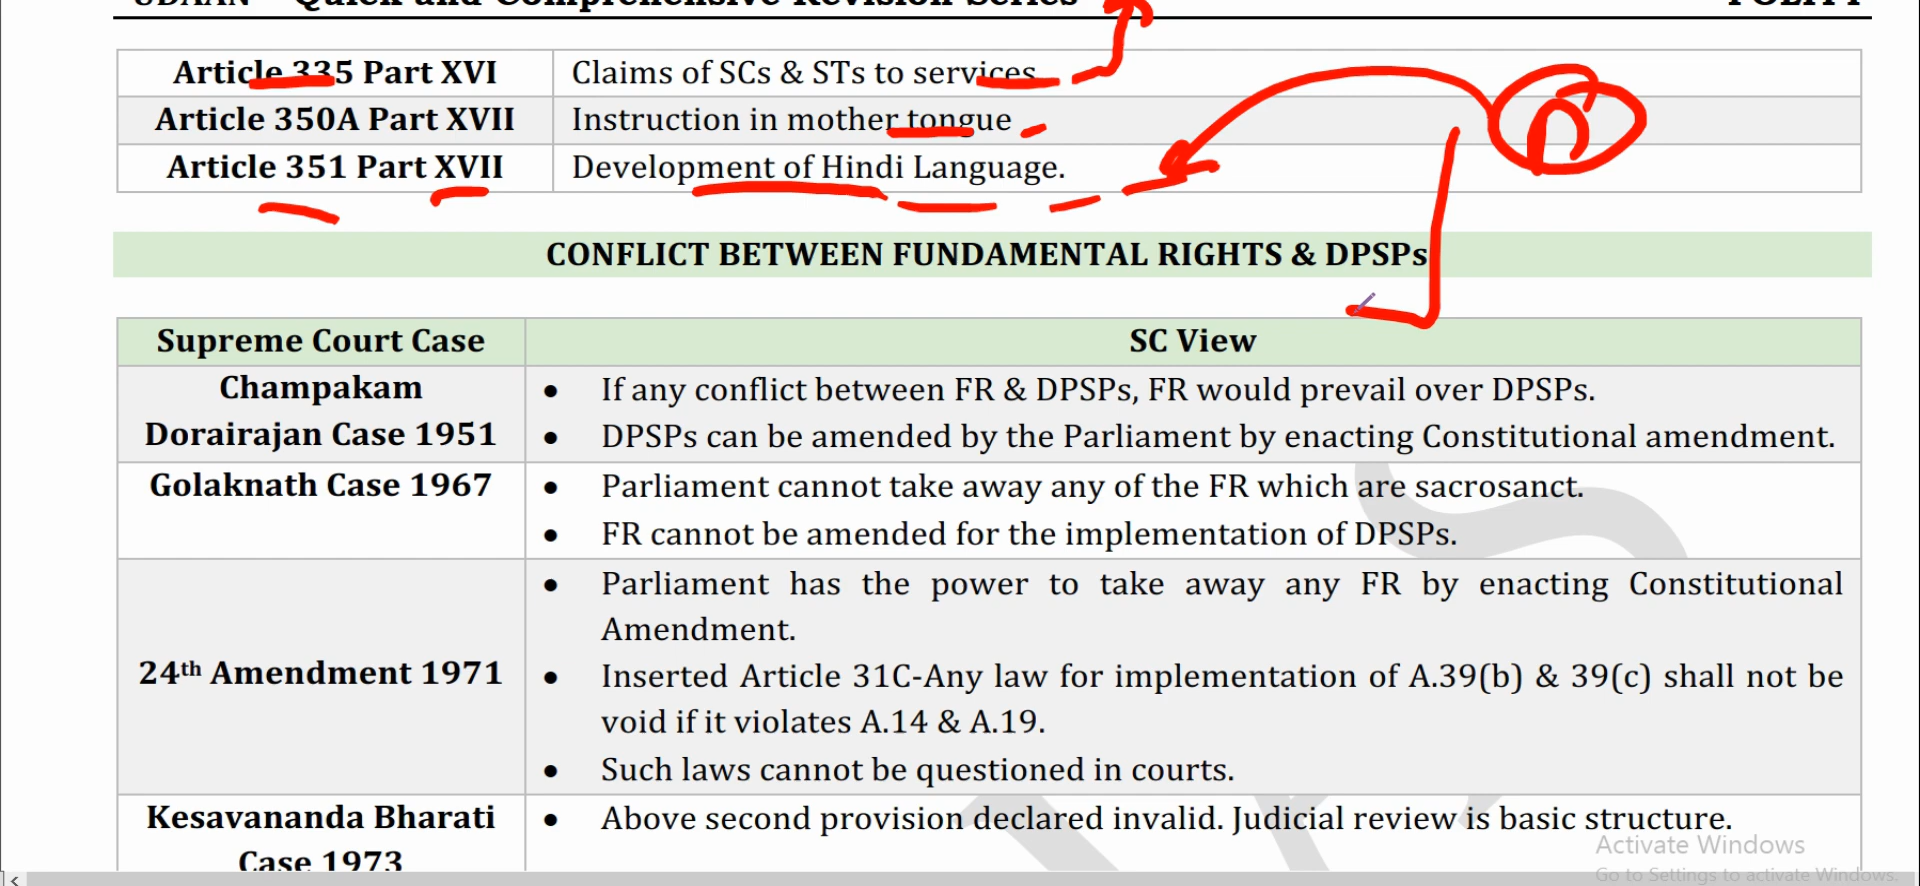 UDAAN – Quick and Comprehensive Revision Series POLITY
Article 335 Part XVI Claims of SCs & STs to services
Article 350A Part XVII Instruction in mother tongue
Article 351 Part XVII Development of Hindi Language.
CONFLICT BETWEEN FUNDAMENTAL RIGHTS & DPSPs
Supreme Court Case SC View
Champakam • If any conflict between FR & DPSPs, FR would prevail over DPSPs.
Dorairajan Case 1951 • DPSPs can be amended by the Parliament by enacting Constitutional amendment.
Golaknath Case 1967 • Parliament cannot take away any of the FR which are sacrosanct.
• FR cannot be amended for the implementation of DPSPs.
• Parliament has the power to take away any FR by enacting Constitutional
Amendment.
24th Amendment 1971 • Inserted Article 31C-Any law for implementation of A.39(b) & 39(c) shall not be
void if it violates A.14 & A.19.
• Such laws cannot be questioned in courts.
Kesavananda Bharati • Above second provision declared invalid. Judicial review is basic structure.
Case 1973
Activate Windows
Go to Settings to activate Windows.